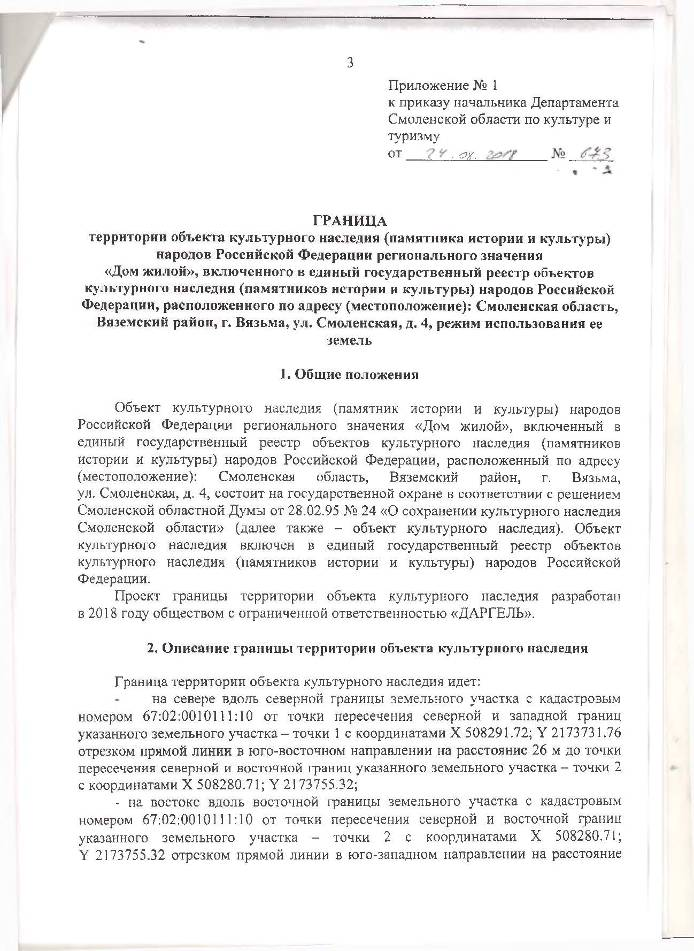 3
Приложение № 1
к приказу начальника Департамента
Смоленской области по культуре и
туризму
от 24.04.2018 № 673
ГРАНИЦА
территории объекта культурного наследия (памятника истории и культуры)
народов Российской Федерации регионального значения
«Дом жилой», включенного в единый государственный реестр объектов
культурного наследия (памятников истории и культуры) народов Российской
Федерации, расположенного по адресу (местоположение): Смоленская область,
Вяземский район, г. Вязьма, ул. Смоленская, д. 4, режим использования ее
земель
1. Общие положения
Объект культурного наследия (памятник истории и культуры) народов
Российской Федерации регионального значения «Дом жилой», включенный в
единый государственный реестр объектов культурного наследия (памятников
истории и культуры) народов Российской Федерации, расположенный по адресу
(местоположение): Смоленская область, Вяземский район, г. Вязьма,
ул. Смоленская, д. 4, состоит на государственной охране в соответствии с решением
Смоленской областной Думы от 28.02.95 № 24 «О сохранении культурного наследия
Смоленской области» (далее также – объект культурного наследия). Объект
культурного наследия включен в единый государственный реестр объектов
культурного наследия (памятников истории и культуры) народов Российской
Федерации.
Проект границы территории объекта культурного наследия разработан
в 2018 году обществом с ограниченной ответственностью «ДАРГЕЛЬ».
2. Описание границы территории объекта культурного наследия
Граница территории объекта культурного наследия идет:
- на севере вдоль северной границы земельного участка с кадастровым
номером 67:02:0010111:10 от точки пересечения северной и западной границ
указанного земельного участка – точки 1 с координатами X 508291.72; Y 2173731.76
отрезком прямой линии в юго-восточном направлении на расстояние 26 м до точки
пересечения северной и восточной границ указанного земельного участка – точки 2
с координатами X 508280.71; Y 2173755.32;
- на востоке вдоль восточной границы земельного участка с кадастровым
номером 67:02:0010111:10 от точки пересечения северной и восточной границ
указанного земельного участка – точки 2 с координатами X 508280.71;
Y 2173755.32 отрезком прямой линии в юго-западном направлении на расстояние